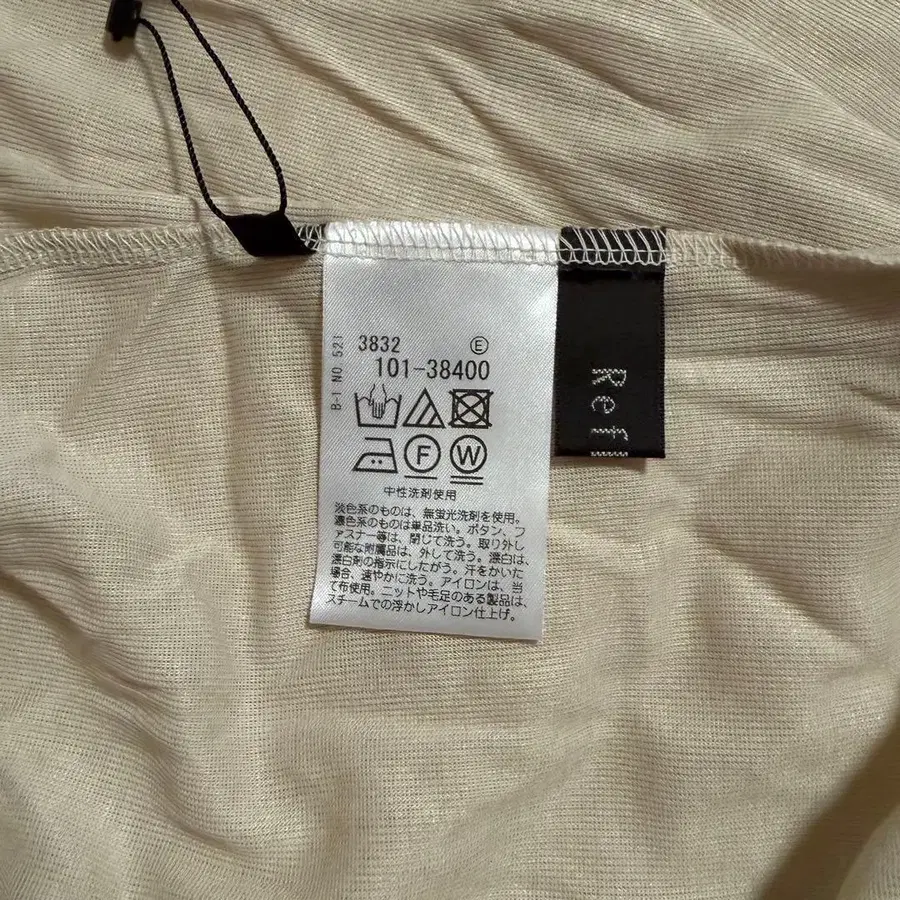 B-1 NO 521
3832 E
101-38400
F W
中性洗剤使用
淡色系のものは、無蛍光洗剤を使用。
濃色系のものは単品洗い。ボタン、フ
ァスナー等は、閉じて洗う。取り外し
可能な附属品は、外して洗う。漂白は、
漂白剤の指示にしたがう。汗をかいた
場合、速やかに洗う。アイロンは、当
て布使用。ニットや毛足のある製品は、
スチームでの浮かしアイロン仕上げ。
Refl